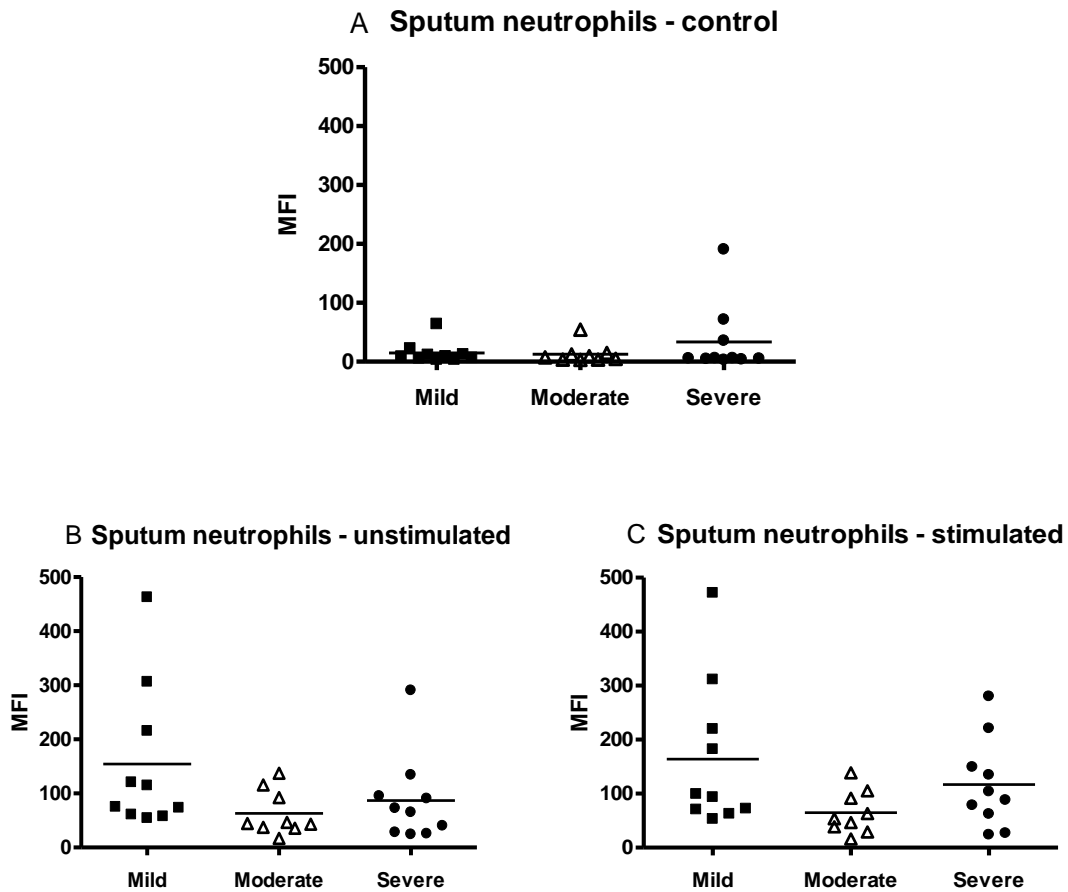 A Sputum neutrophils - control
500
400
300
200
100
0
MFI
Mild Moderate Severe
B Sputum neutrophils - unstimulated
500
400
300
200
100
0
MFI
Mild Moderate Severe
C Sputum neutrophils - stimulated
500
400
300
200
100
0
MFI
Mild Moderate Severe